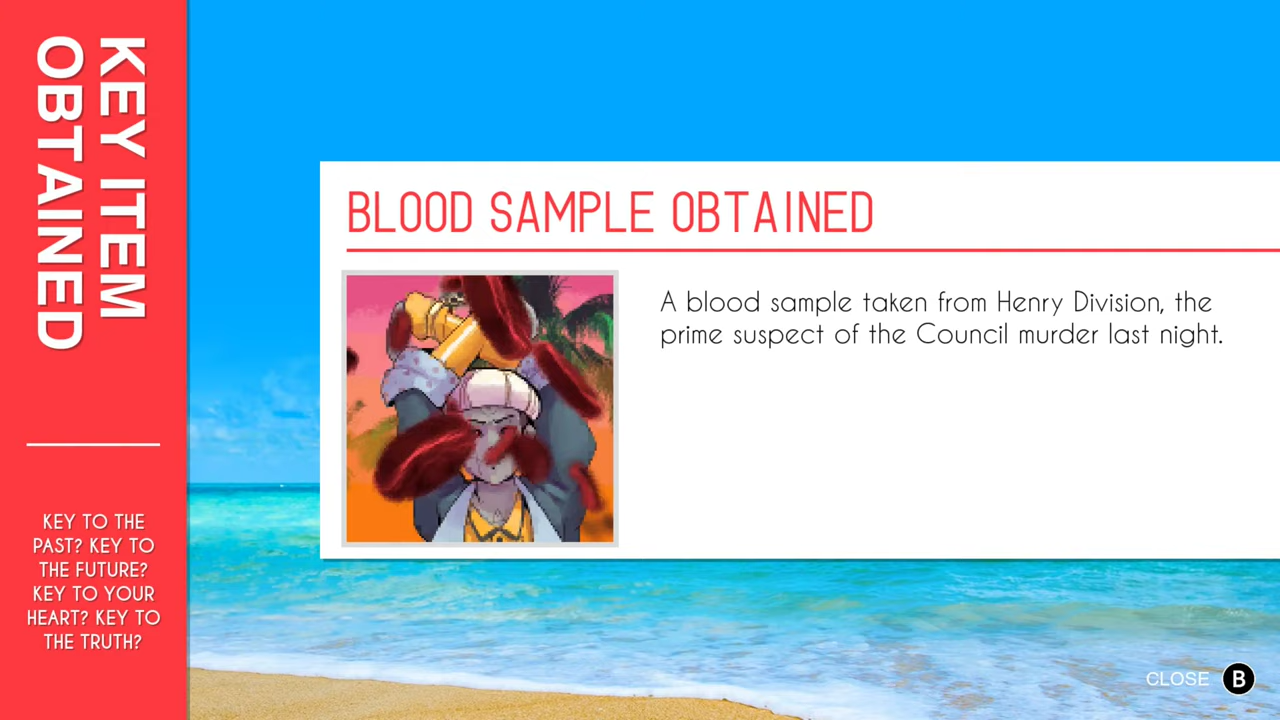 KEY ITEM
OBTAINED
KEY TO THE
PAST? KEY TO
THE FUTURE?
KEY TO YOUR
HEART? KEY TO
THE TRUTH?
BLOOD SAMPLE OBTAINED
A blood sample taken from Henry Division, the
prime suspect of the Council murder last night.
CLOSE B